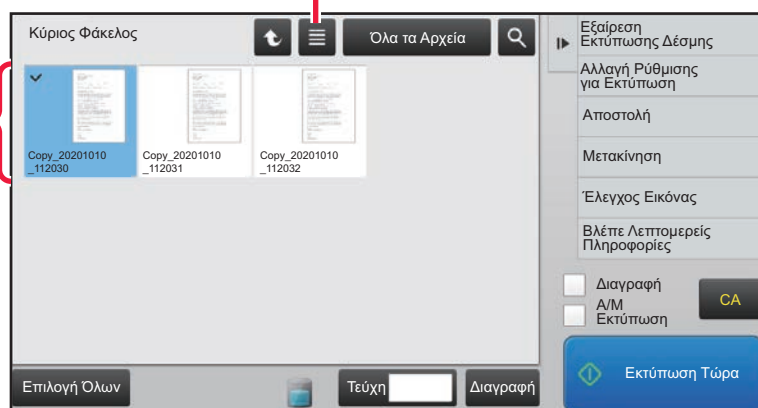 Κύριος Φάκελος
Όλα τα Αρχεία
Copy_20201010
_112030
Copy_20201010
_112031
Copy_20201010
_112032
Επιλογή Όλων
Τεύχη
Διαγραφή
Εξαίρεση
Εκτύπωσης Δέσμης
Αλλαγή Ρύθμισης
για Εκτύπωση
Αποστολή
Μετακίνηση
Έλεγχος Εικόνας
Βλέπε Λεπτομερείς
Πληροφορίες
Διαγραφή
Α/Μ
Εκτύπωση
CA
Εκτύπωση Τώρα